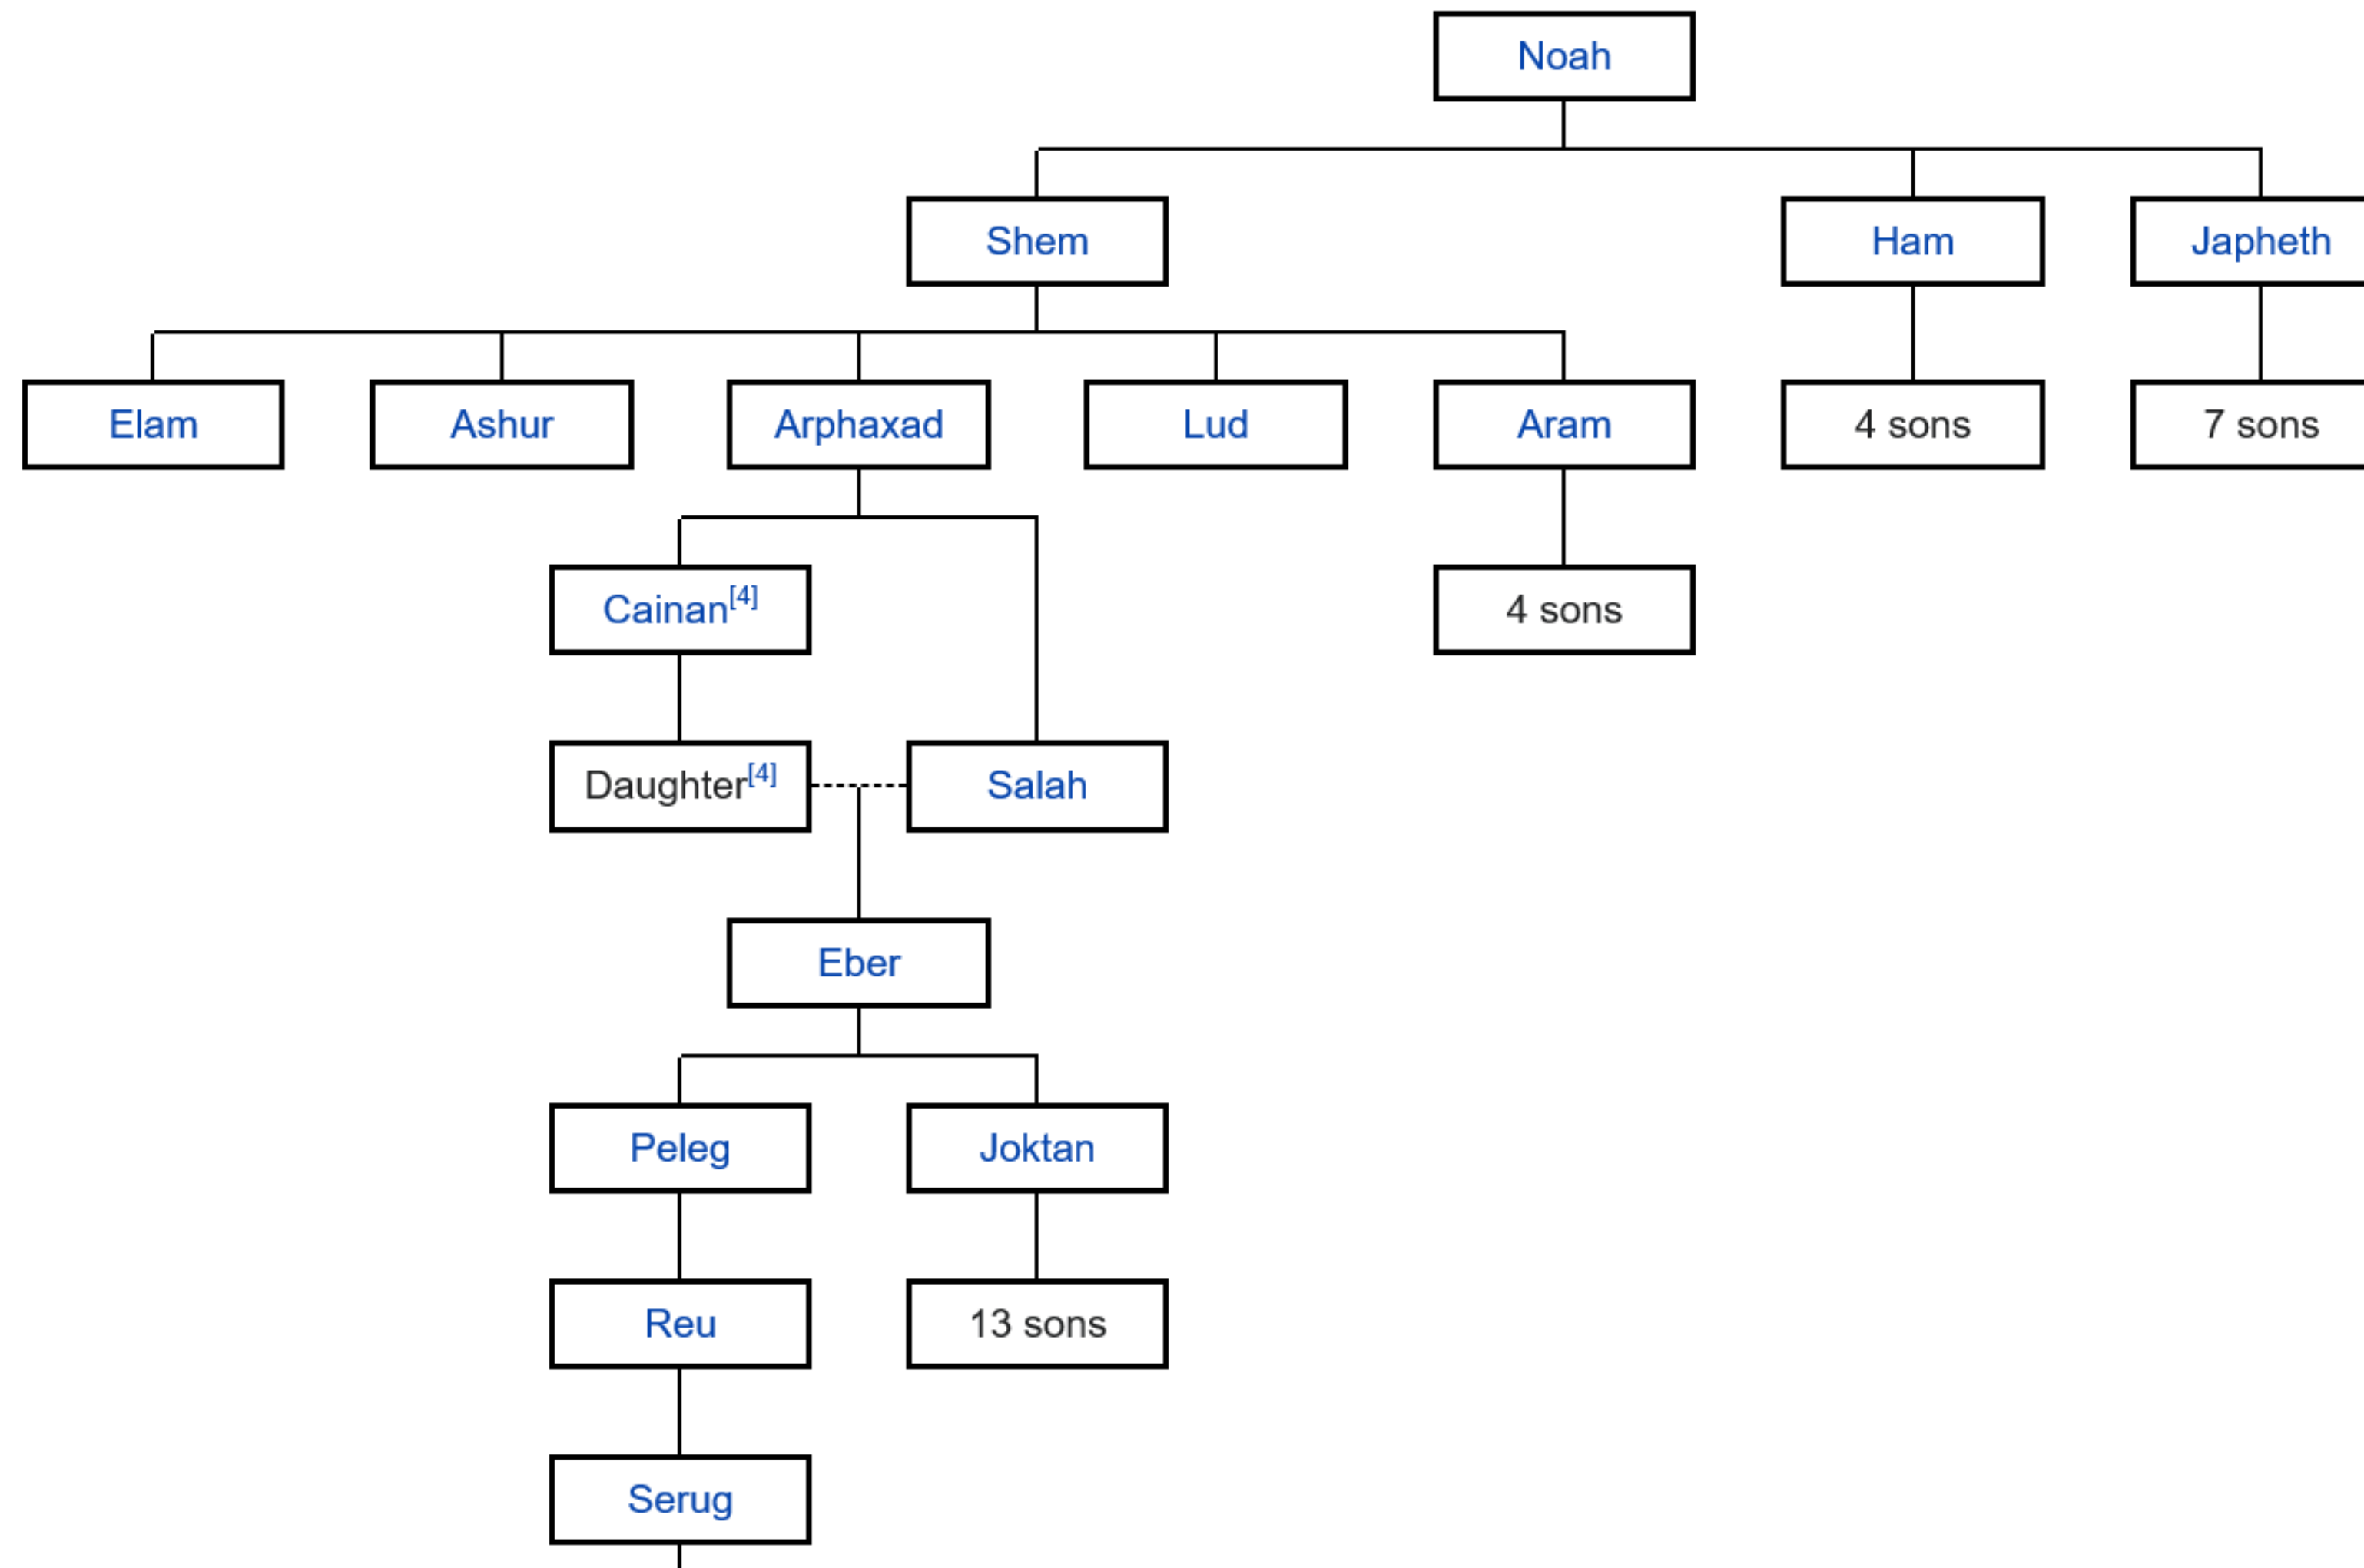 Noah
Shem
Ham
Japheth
Elam
Ashur
Arphaxad
Lud
Aram
4 sons
7 sons
Cainan[4]
4 sons
Daughter[4]
Salah
Eber
Peleg
Joktan
Reu
13 sons
Serug